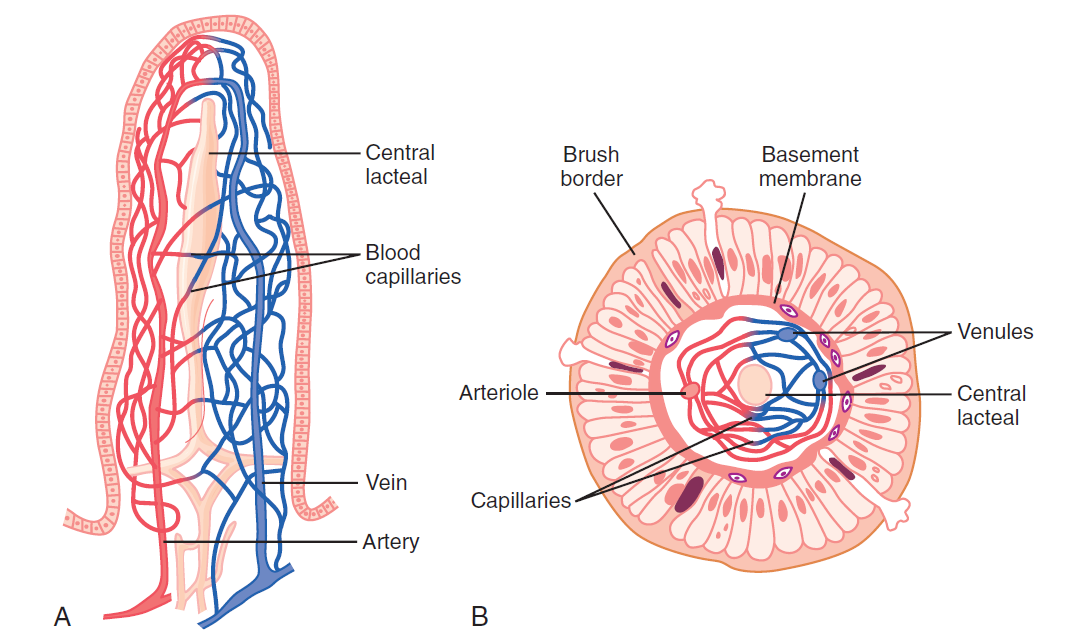 Central
lacteal
Blood
capillaries
Vein
Artery
A
Brush
border
Basement
membrane
Venules
Arteriole
Central
lacteal
Capillaries
B